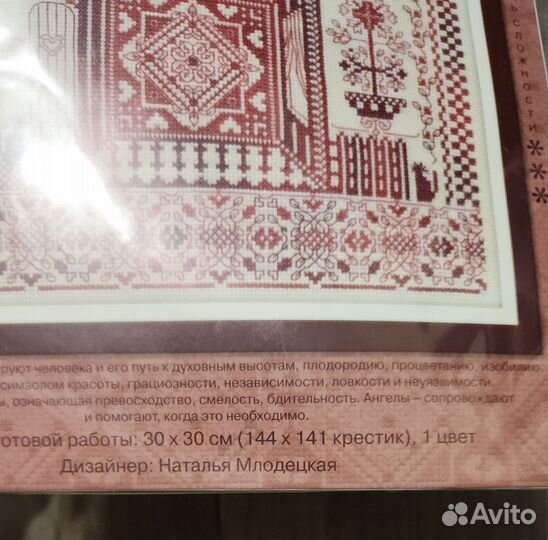 сложности
руют человека и его путь к духовным высотам, плодородию, процветанию, изобилию,
символом красоты, грациозности, независимости, ловкости и неуязвимости.
ы, означающая превосходство, смелость, бдительность. Ангелы – сопровождают
и помогают, когда это необходимо.
отовой работы: 30 x 30 см (144 x 141 крестик), 1 цвет
Дизайнер: Наталья Млодецкая
Avito